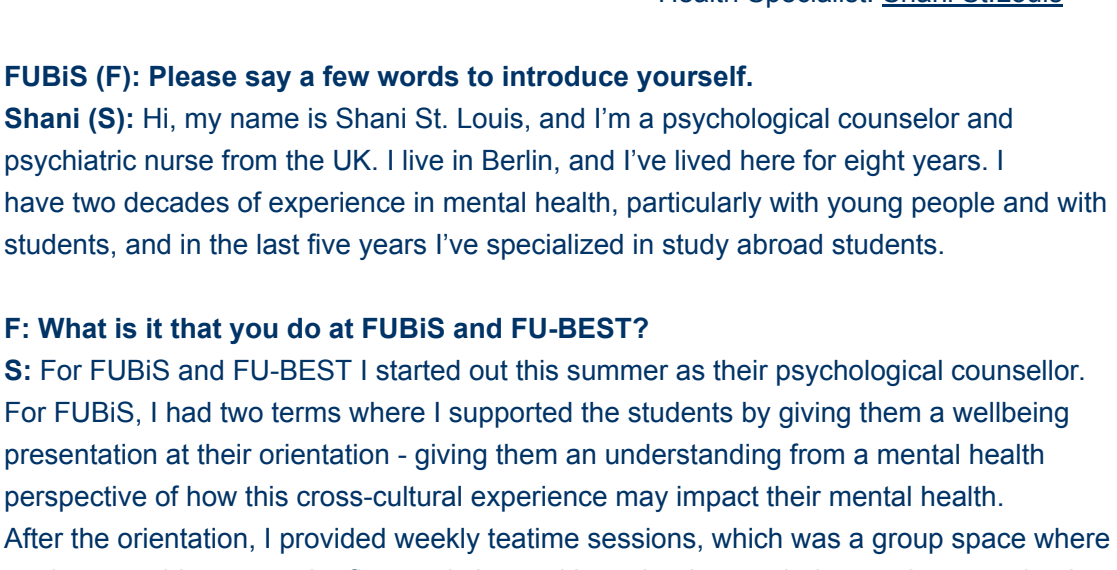 Health Specialist: Shani St.Louis
FUBiS (F): Please say a few words to introduce yourself.
Shani (S): Hi, my name is Shani St. Louis, and I'm a psychological counselor and
psychiatric nurse from the UK. I live in Berlin, and I've lived here for eight years. I
have two decades of experience in mental health, particularly with young people and with
students, and in the last five years I've specialized in study abroad students.
F: What is it that you do at FUBiS and FU-BEST?
S: For FUBiS and FU-BEST I started out this summer as their psychological counsellor.
For FUBiS, I had two terms where I supported the students by giving them a wellbeing
presentation at their orientation - giving them an understanding from a mental health
perspective of how this cross-cultural experience may impact their mental health.
After the orientation, I provided weekly teatime sessions, which was a group space where